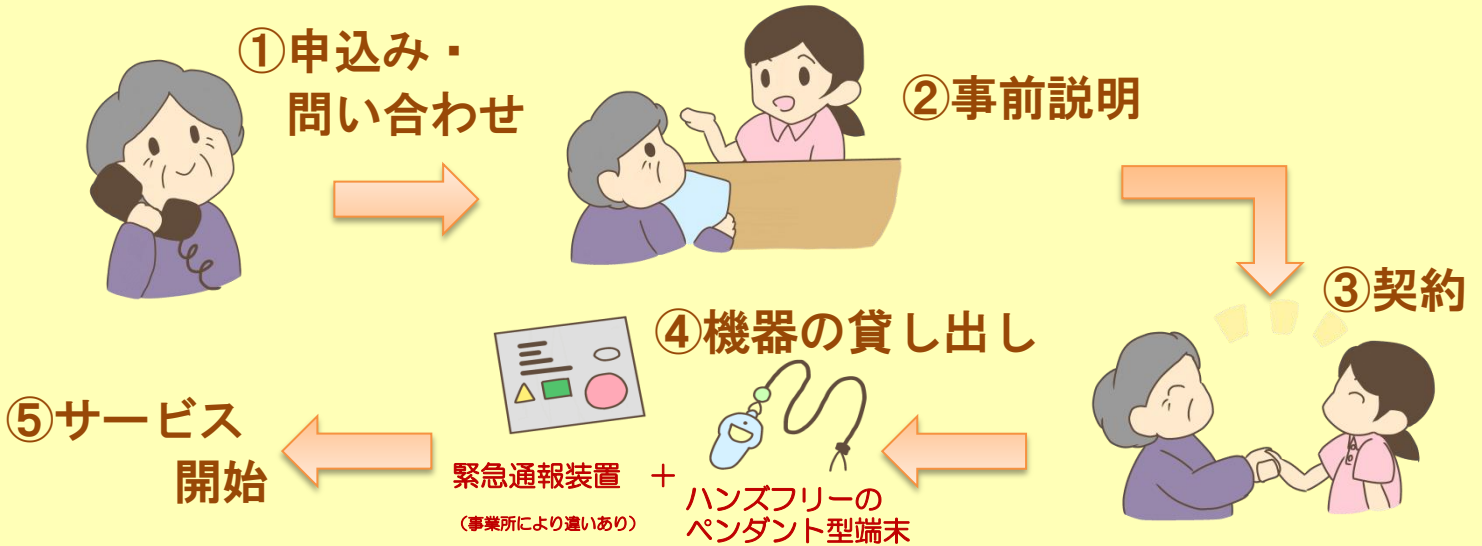 ①申込み・
問い合わせ
②事前説明
③契約
④機器の貸し出し
緊急通報装置 ＋
（事業所により違いあり）
ハンズフリーの
ペンダント型端末
⑤サービス
開始